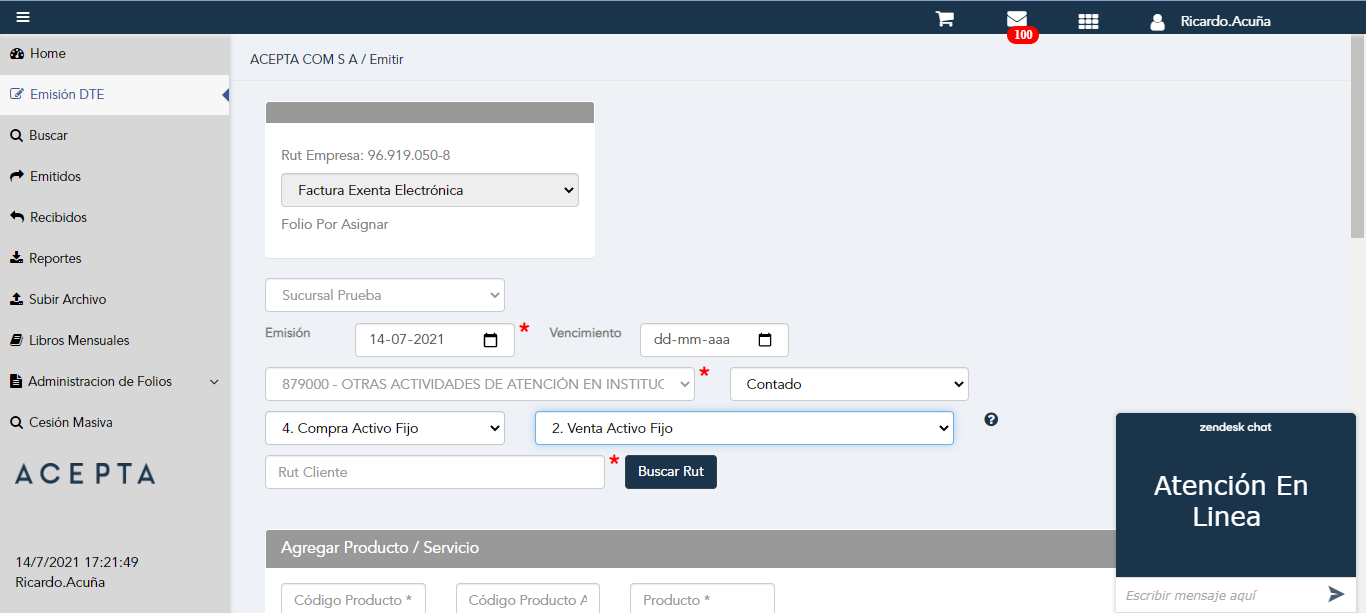 Ricardo.Acuña
100
Home
ACEPTA COM S A / Emitir
Emisión DTE
Buscar
Emitidos
Recibidos
Reportes
Subir Archivo
Libros Mensuales
Administracion de Folios
Cesión Masiva
ACEPTA
14/7/2021 17:21:49
Ricardo.Acuña
Rut Empresa: 96.919.050-8
Factura Exenta Electrónica
Folio Por Asignar
Sucursal Prueba
Emisión 14-07-2021 * Vencimiento dd-mm-aaa
879000 - OTRAS ACTIVIDADES DE ATENCIÓN EN INSTITUC * Contado
4. Compra Activo Fijo 2. Venta Activo Fijo ?
Rut Cliente * Buscar Rut
Agregar Producto / Servicio
Código Producto * Código Producto A Producto *
zendesk chat
Atención En
Linea
Escribir mensaje aquí